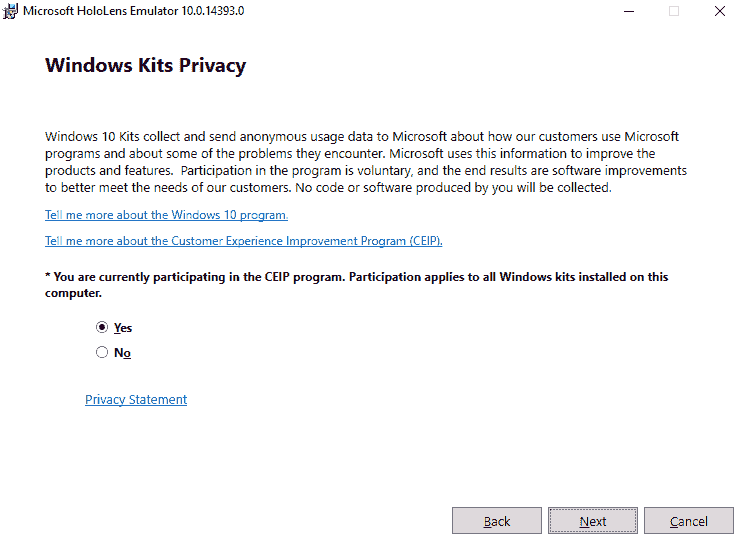 Microsoft HoloLens Emulator 10.0.14393.0
Windows Kits Privacy
Windows 10 Kits collect and send anonymous usage data to Microsoft about how our customers use Microsoft
programs and about some of the problems they encounter. Microsoft uses this information to improve the
products and features.  Participation in the program is voluntary, and the end results are software improvements
to better meet the needs of our customers. No code or software produced by you will be collected.
Tell me more about the Windows 10 program.
Tell me more about the Customer Experience Improvement Program (CEIP).
* You are currently participating in the CEIP program. Participation applies to all Windows kits installed on this
computer.
Yes
No
Privacy Statement
Back Next Cancel